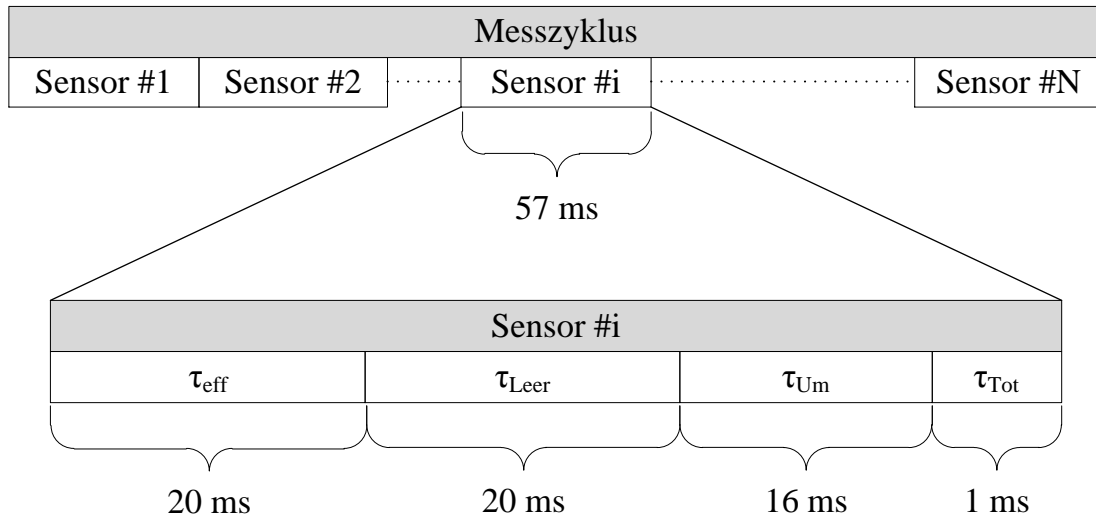 Messzyklus
Sensor #1 Sensor #2 Sensor #i Sensor #N
57 ms
Sensor #i
τeff τLeer τUm τTot
20 ms 20 ms 16 ms 1 ms